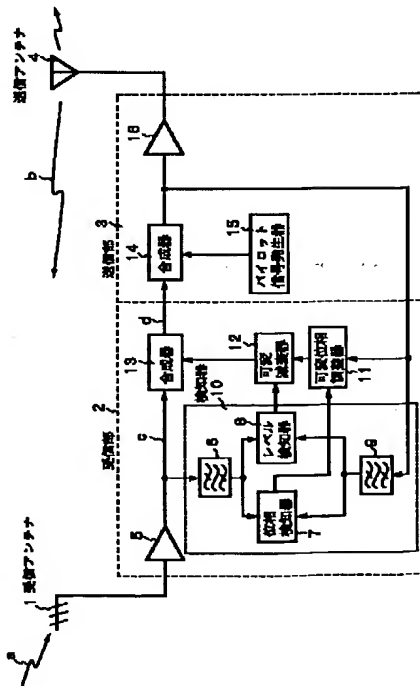 送信アンテナ
4
b
16
送信部
3
14
合成器
15
パイロット
信号発生器
d
13
合成器
検知器
12
可変
減衰器
10
可変位相
調整器
11
受信部
2
c
6
レベル
検知器
8
位相
検知器
7
9
5
1 受信アンテナ
a